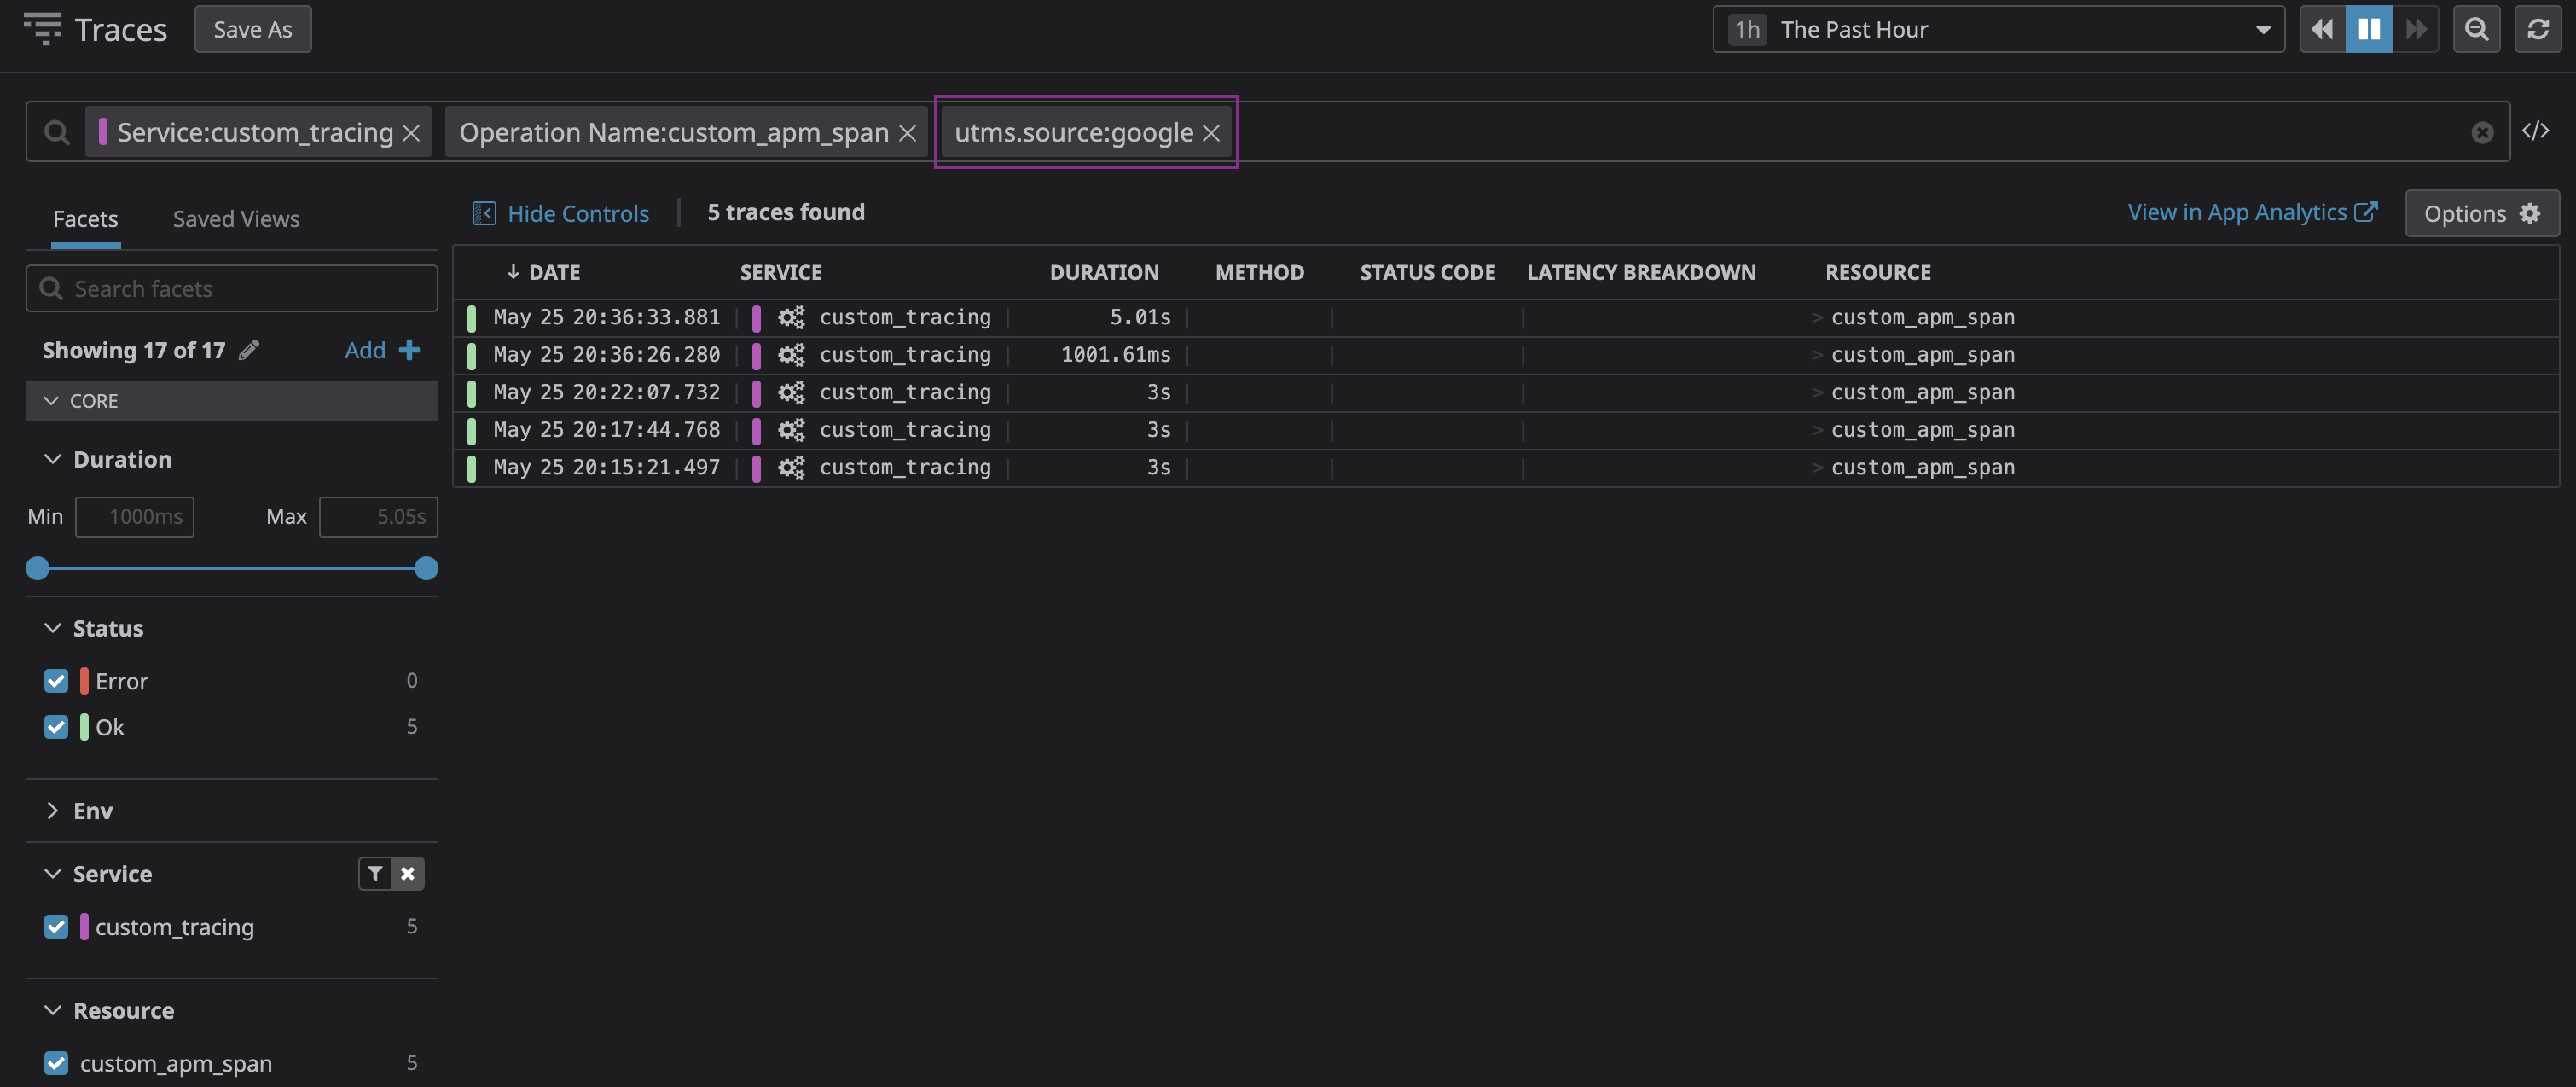 Traces Save As 1h The Past Hour
Service:custom_tracing Operation Name:custom_apm_span utms.source:google </>
Facets Saved Views
Hide Controls 5 traces found View in App Analytics Options
Search facets
Showing 17 of 17 Add
CORE
Duration
Min 1000ms Max 5.05s
Status
Error 0
Ok 5
Env
Service
custom_tracing 5
Resource
custom_apm_span 5
DATE SERVICE DURATION METHOD STATUS CODE LATENCY BREAKDOWN RESOURCE
May 25 20:36:33.881 custom_tracing 5.01s > custom_apm_span
May 25 20:36:26.280 custom_tracing 1001.61ms > custom_apm_span
May 25 20:22:07.732 custom_tracing 3s > custom_apm_span
May 25 20:17:44.768 custom_tracing 3s > custom_apm_span
May 25 20:15:21.497 custom_tracing 3s > custom_apm_span